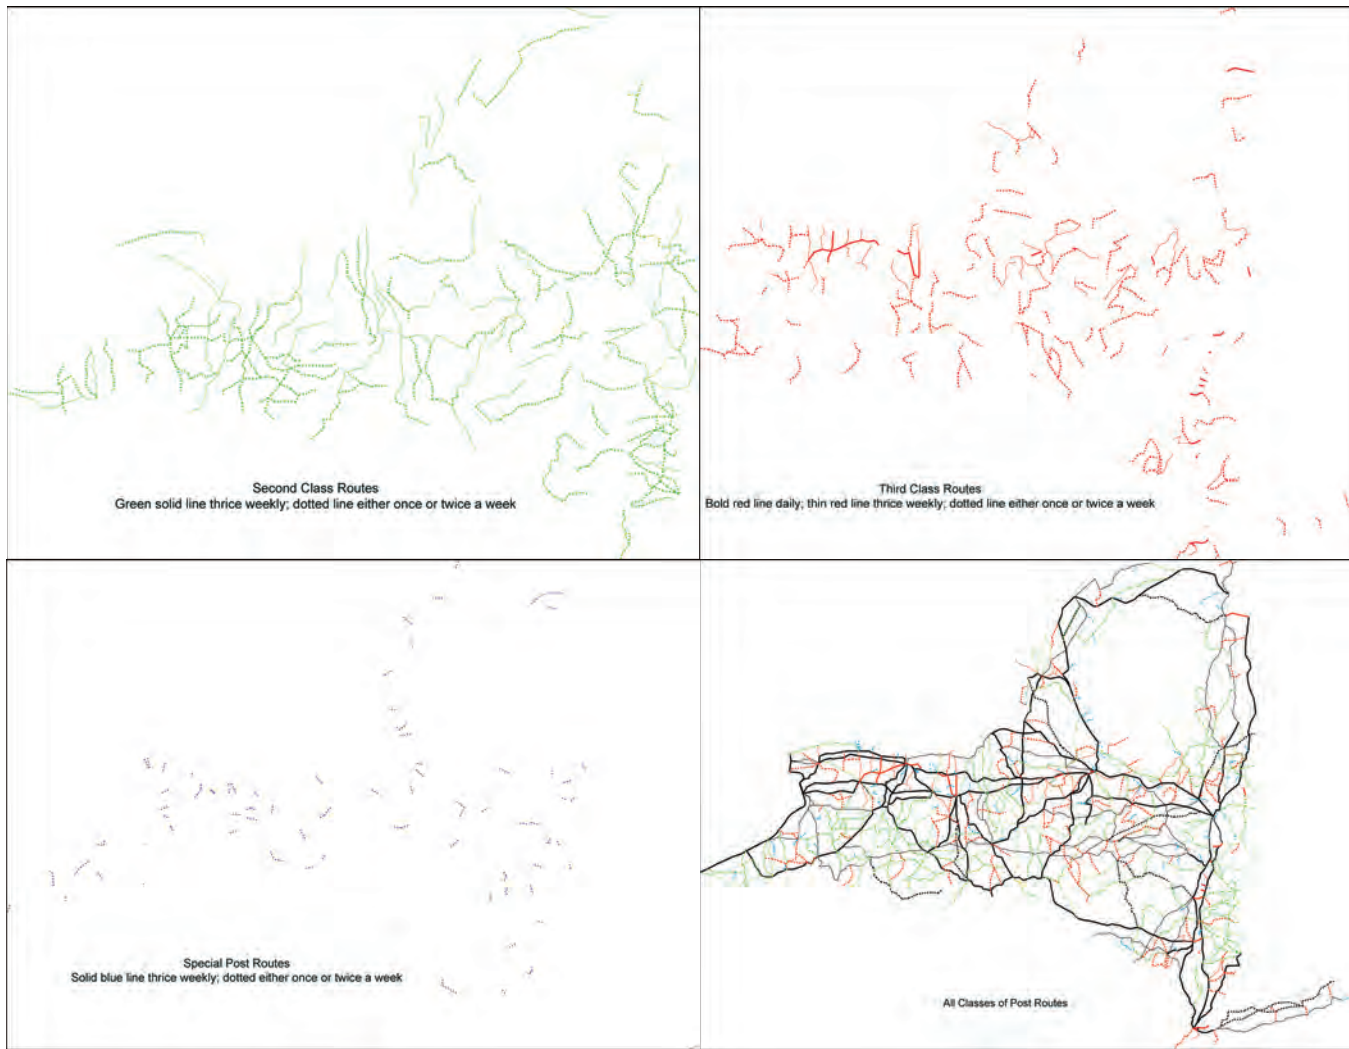 Second Class Routes
Green solid line thrice weekly; dotted line either once or twice a week
Third Class Routes
Bold red line daily; thin red line thrice weekly; dotted line either once or twice a week
Special Post Routes
Solid blue line thrice weekly; dotted either once or twice a week
All Classes of Post Routes